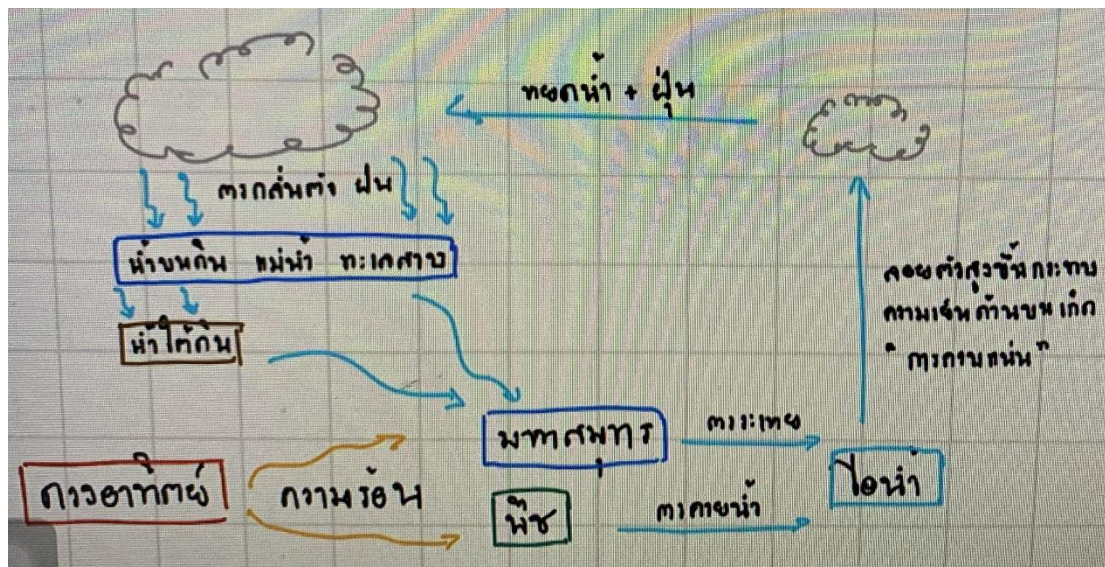 หยดน้ำ + ฝุ่น
การกลั่นตัว ฝน
น้ำบนดิน แม่น้ำ ทะเลสาบ
น้ำใต้ดิน
ลอยตัวสูงขึ้นกระทบ
ความเย็นด้านบน เกิด
"การควบแน่น"
มหาสมุทร
การระเหย
ไอน้ำ
ดวงอาทิตย์
ความร้อน
พืช
การคายน้ำ